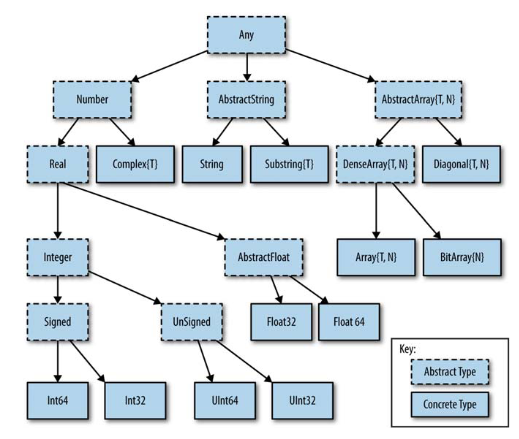 Any
Number
AbstractString
AbstractArray{T, N}
Real
Complex{T}
String
Substring{T}
DenseArray{T, N}
Diagonal{T, N}
Integer
AbstractFloat
Array{T, N}
BitArray{N}
Signed
UnSigned
Float32
Float 64
Int64
Int32
UInt64
UInt32
Key:
Abstract Type
Concrete Type